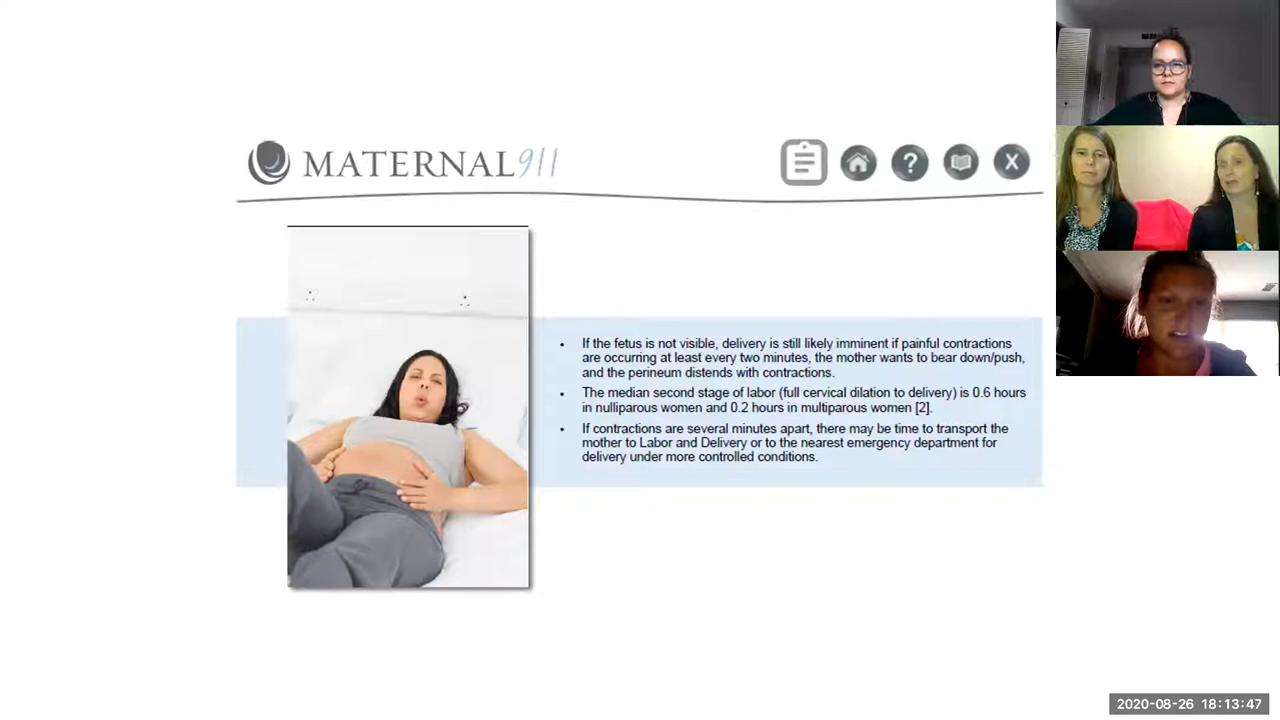 MATERNAL911
?
X
• If the fetus is not visible, delivery is still likely imminent if painful contractions
are occurring at least every two minutes, the mother wants to bear down/push,
and the perineum distends with contractions.
• The median second stage of labor (full cervical dilation to delivery) is 0.6 hours
in nulliparous women and 0.2 hours in multiparous women [2].
• If contractions are several minutes apart, there may be time to transport the
mother to Labor and Delivery or to the nearest emergency department for
delivery under more controlled conditions.
2020-08-26 18:13:47